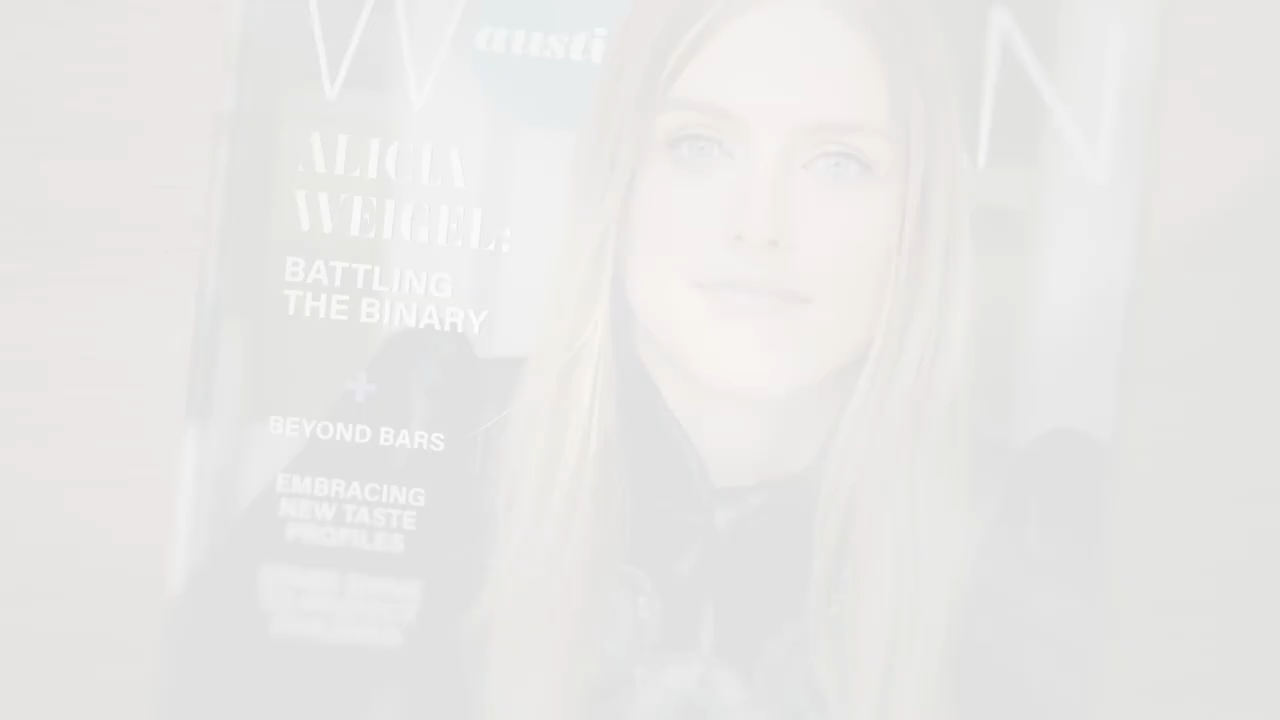 W N
austi
ALICIA
WEIGEL:
BATTLING
THE BINARY
+
BEYOND BARS
EMBRACING
NEW TASTE
PROFILES